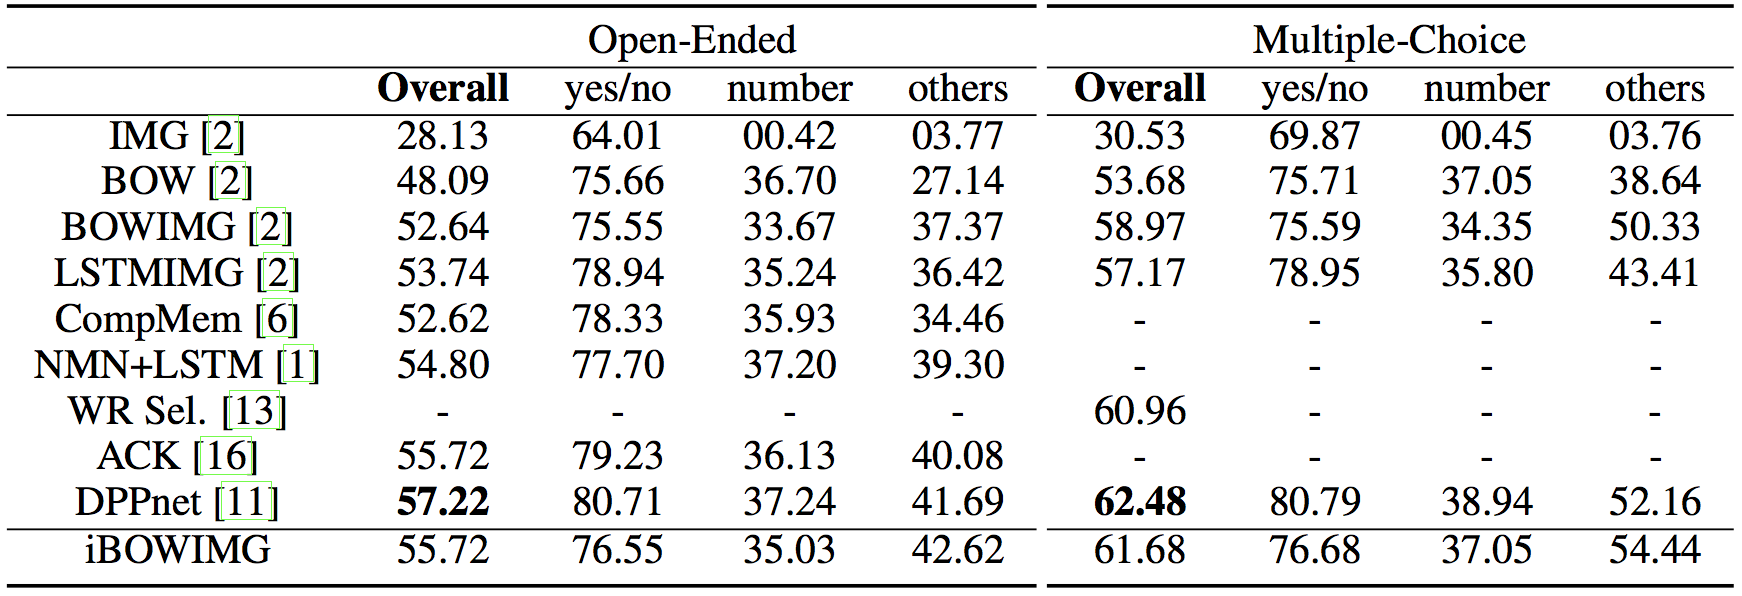 Open-Ended Multiple-Choice
Overall yes/no number others Overall yes/no number others
IMG [2] 28.13 64.01 00.42 03.77 30.53 69.87 00.45 03.76
BOW [2] 48.09 75.66 36.70 27.14 53.68 75.71 37.05 38.64
BOWIMG [2] 52.64 75.55 33.67 37.37 58.97 75.59 34.35 50.33
LSTMIMG [2] 53.74 78.94 35.24 36.42 57.17 78.95 35.80 43.41
CompMem [6] 52.62 78.33 35.93 34.46 - - - -
NMN+LSTM [1] 54.80 77.70 37.20 39.30 - - - -
WR Sel. [13] - - - - 60.96 - - -
ACK [16] 55.72 79.23 36.13 40.08 - - - -
DPPnet [11] 57.22 80.71 37.24 41.69 62.48 80.79 38.94 52.16
iBOWIMG 55.72 76.55 35.03 42.62 61.68 76.68 37.05 54.44